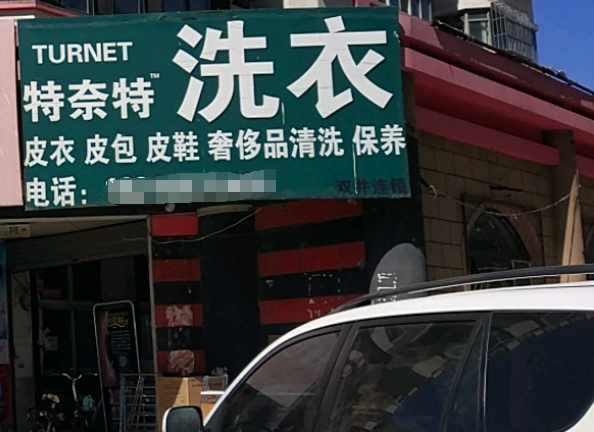 TURNET
特奈特™
洗衣
皮衣 皮包 皮鞋 奢侈品清洗 保养
电话：
双井连锁